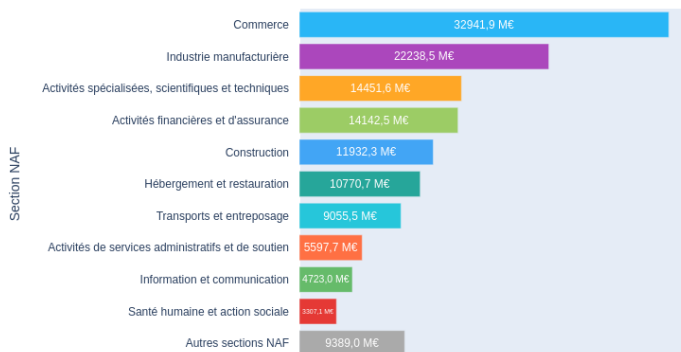 Section NAF
Commerce 32941,9 M€
Industrie manufacturière 22238,5 M€
Activités spécialisées, scientifiques et techniques 14451,6 M€
Activités financières et d'assurance 14142,5 M€
Construction 11932,3 M€
Hébergement et restauration 10770,7 M€
Transports et entreposage 9055,5 M€
Activités de services administratifs et de soutien 5597,7 M€
Information et communication 4723,0 M€
Santé humaine et action sociale 3307,1 M€
Autres sections NAF 9389,0 M€